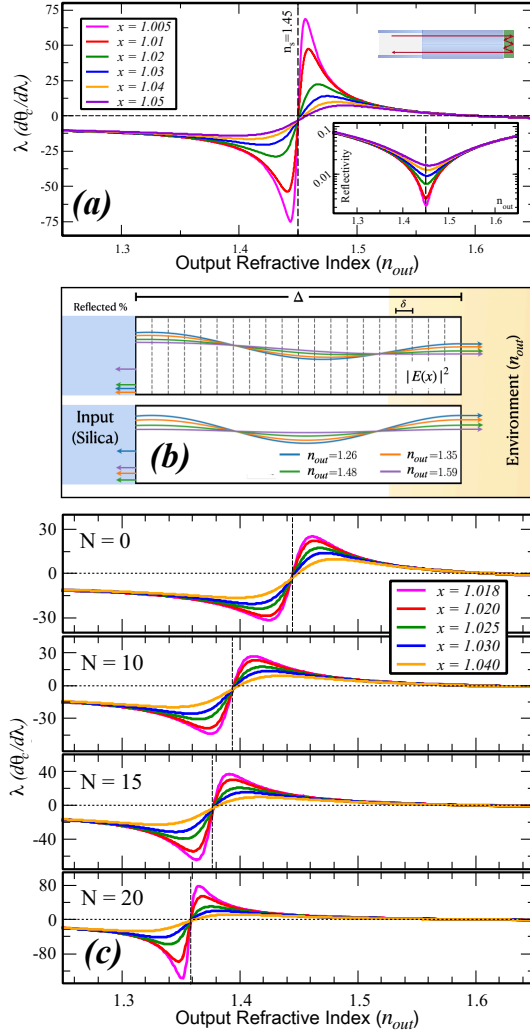 n_s=1.45
x = 1.005
x = 1.01
x = 1.02
x = 1.03
x = 1.04
x = 1.05
75
50
25
0
25
50
75
λ (dθ_c/dλ)
(a)
0.1
0.01
Reflectivity
n_out
1.3 1.4 1.5 1.6
1.3 1.4 1.5 1.6
Output Refractive Index (n_out)
Reflected %
Δ
δ
|E(x)|²
Input
(Silica)
(b)
n_out=1.26 n_out=1.35
n_out=1.48 n_out=1.59
Environment (n_out)
30
0
-30
N = 0
x = 1.018
x = 1.020
x = 1.025
x = 1.030
x = 1.040
30
0
-30
N = 10
λ (dθ_c/dλ)
40
0
-40
N = 15
80
0
-80
N = 20
(c)
1.3 1.4 1.5 1.6
Output Refractive Index (n_out)